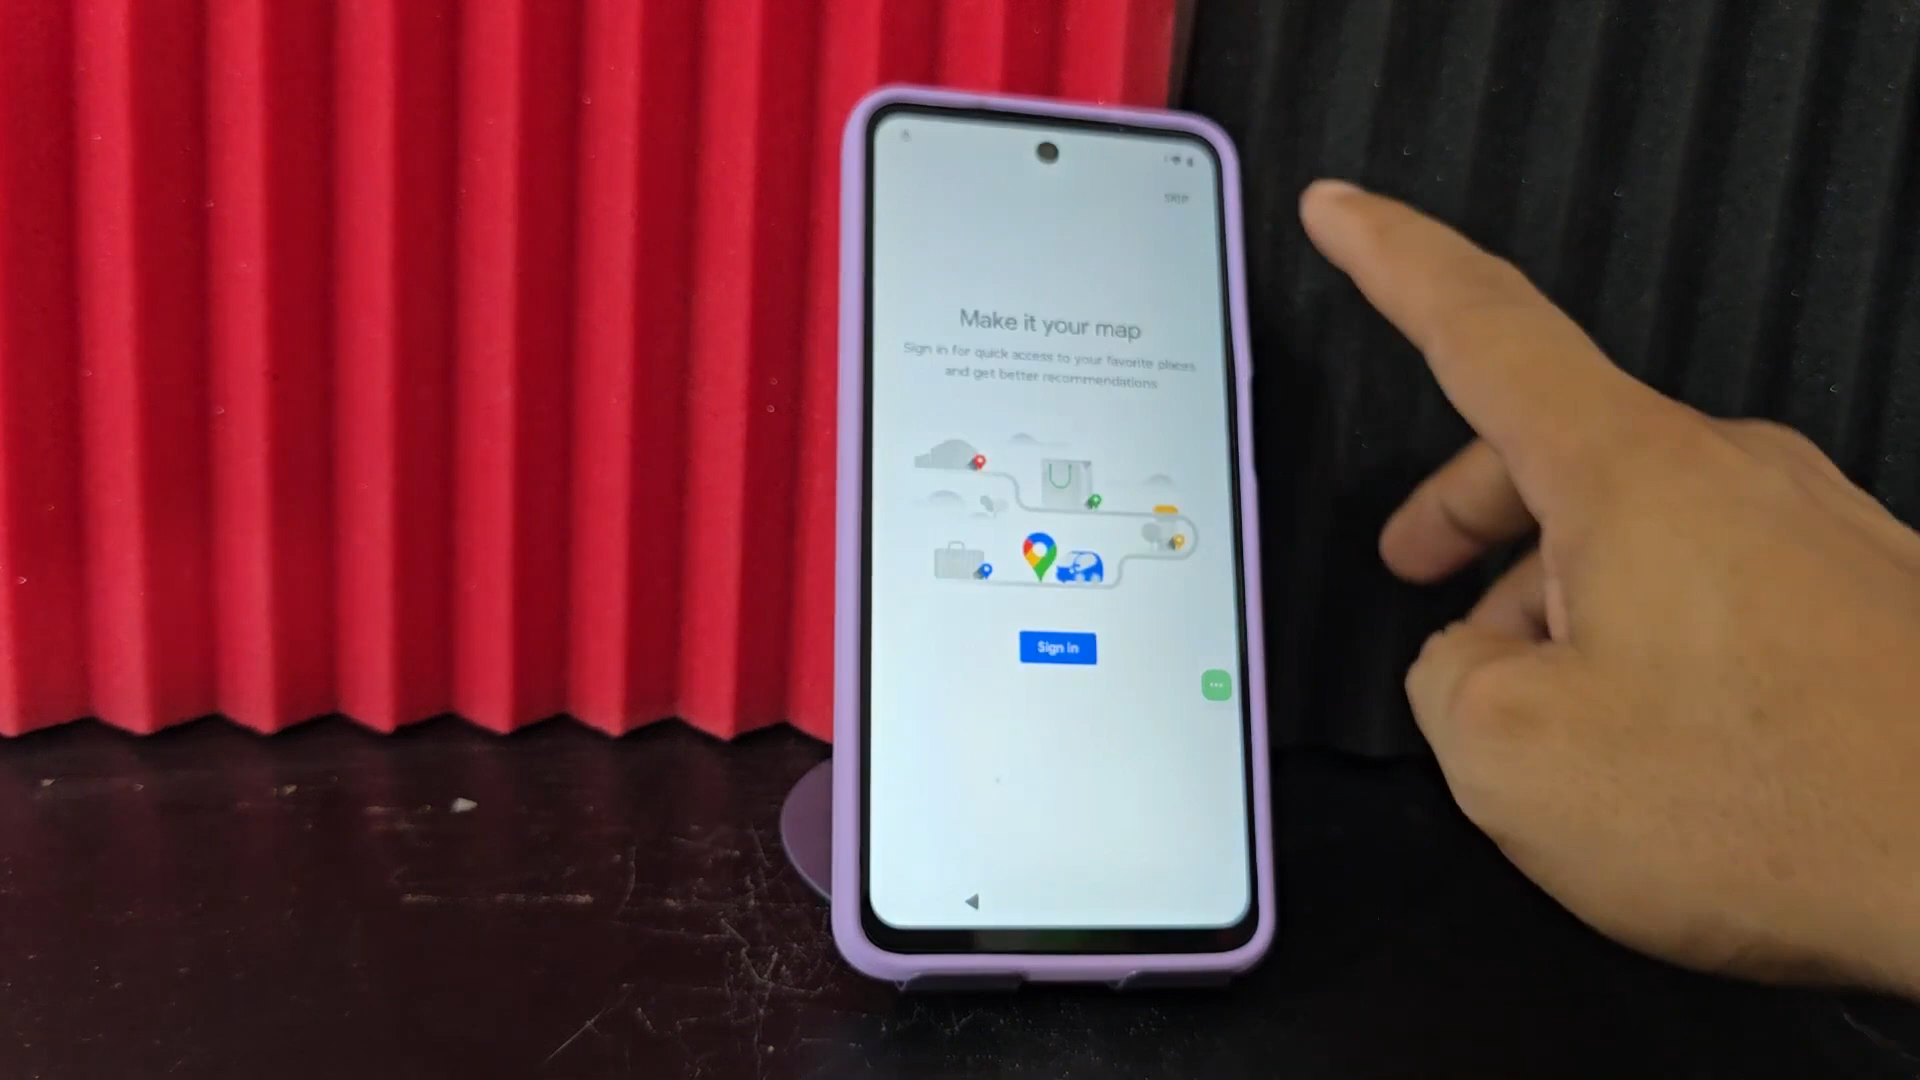 SKIP
Make it your map
Sign in for quick access to your favorite places
and get better recommendations
Sign in